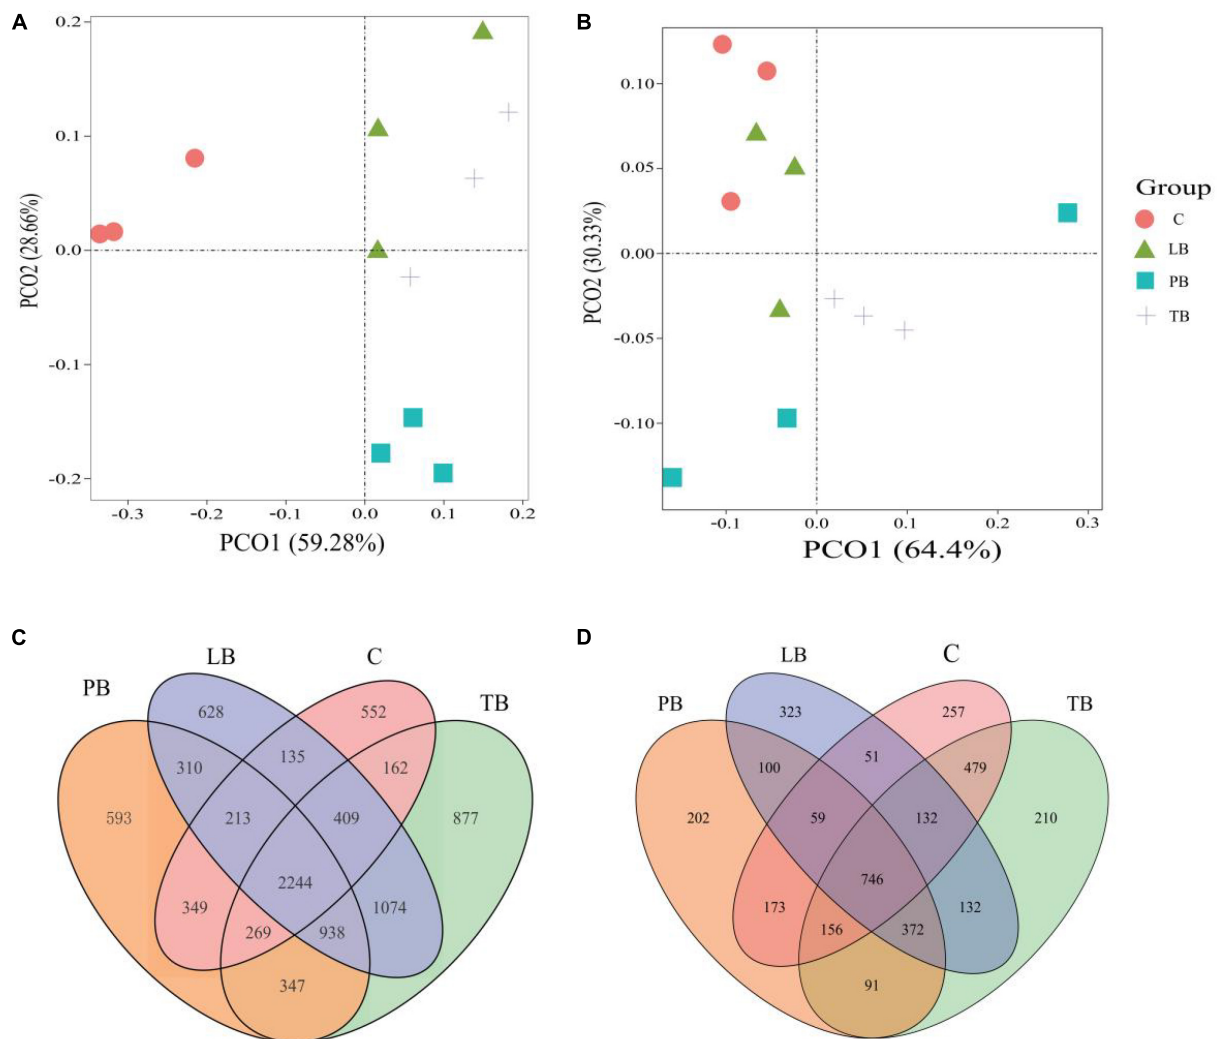 A
0.2
0.1
0.0
-0.1
-0.2
PCO2 (28.66%)
-0.3 -0.2 -0.1 0.0 0.1 0.2
PCO1 (59.28%)
B
0.10
0.05
0.00
-0.05
-0.10
PCO2 (30.33%)
-0.1 0.0 0.1 0.2 0.3
PCO1 (64.4%)
Group
C
LB
PB
TB
C
PB LB C TB
628 552
310 135 162
593 213 409 877
2244
349 1074
269 938
347
D
PB LB C TB
323 257
100 51 479
202 59 132 210
746
173 132
156 372
91